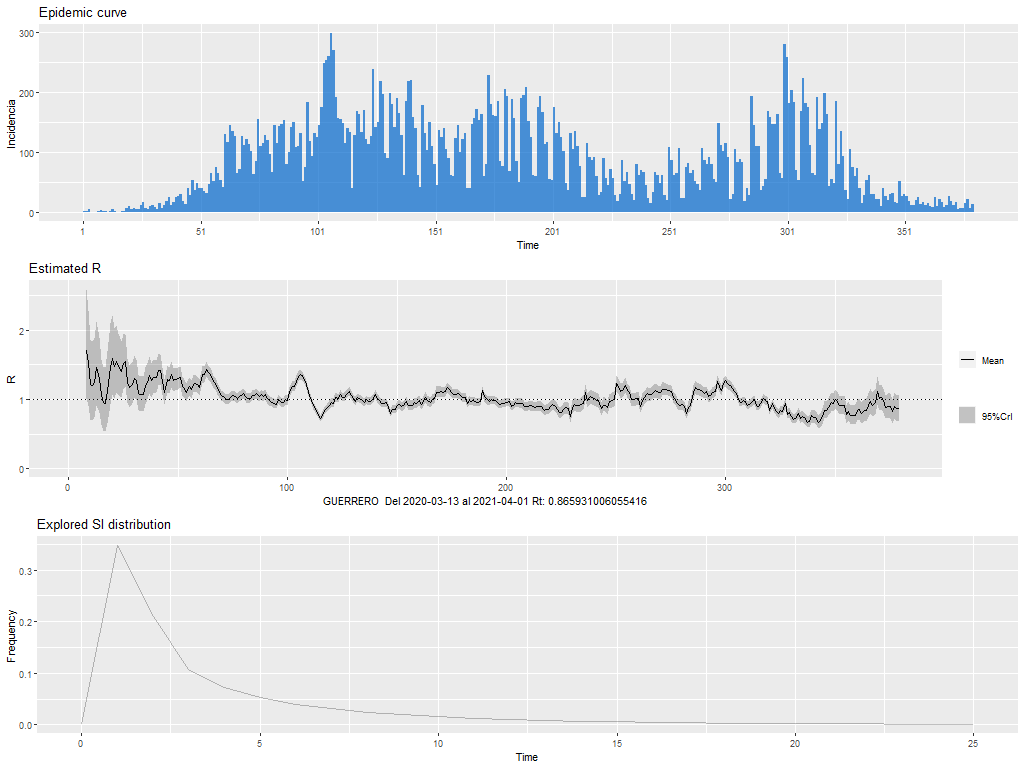 Epidemic curve
300
200
100
0
Incidencia
1 51 101 151 201 251 301 351
Time
Estimated R
2
1
0
R
0 100 200 300
GUERRERO Del 2020-03-13 al 2021-04-01 Rt: 0.865931006055416
Mean
95%CrI
Explored SI distribution
0.3
0.2
0.1
0.0
Frequency
0 5 10 15 20 25
Time